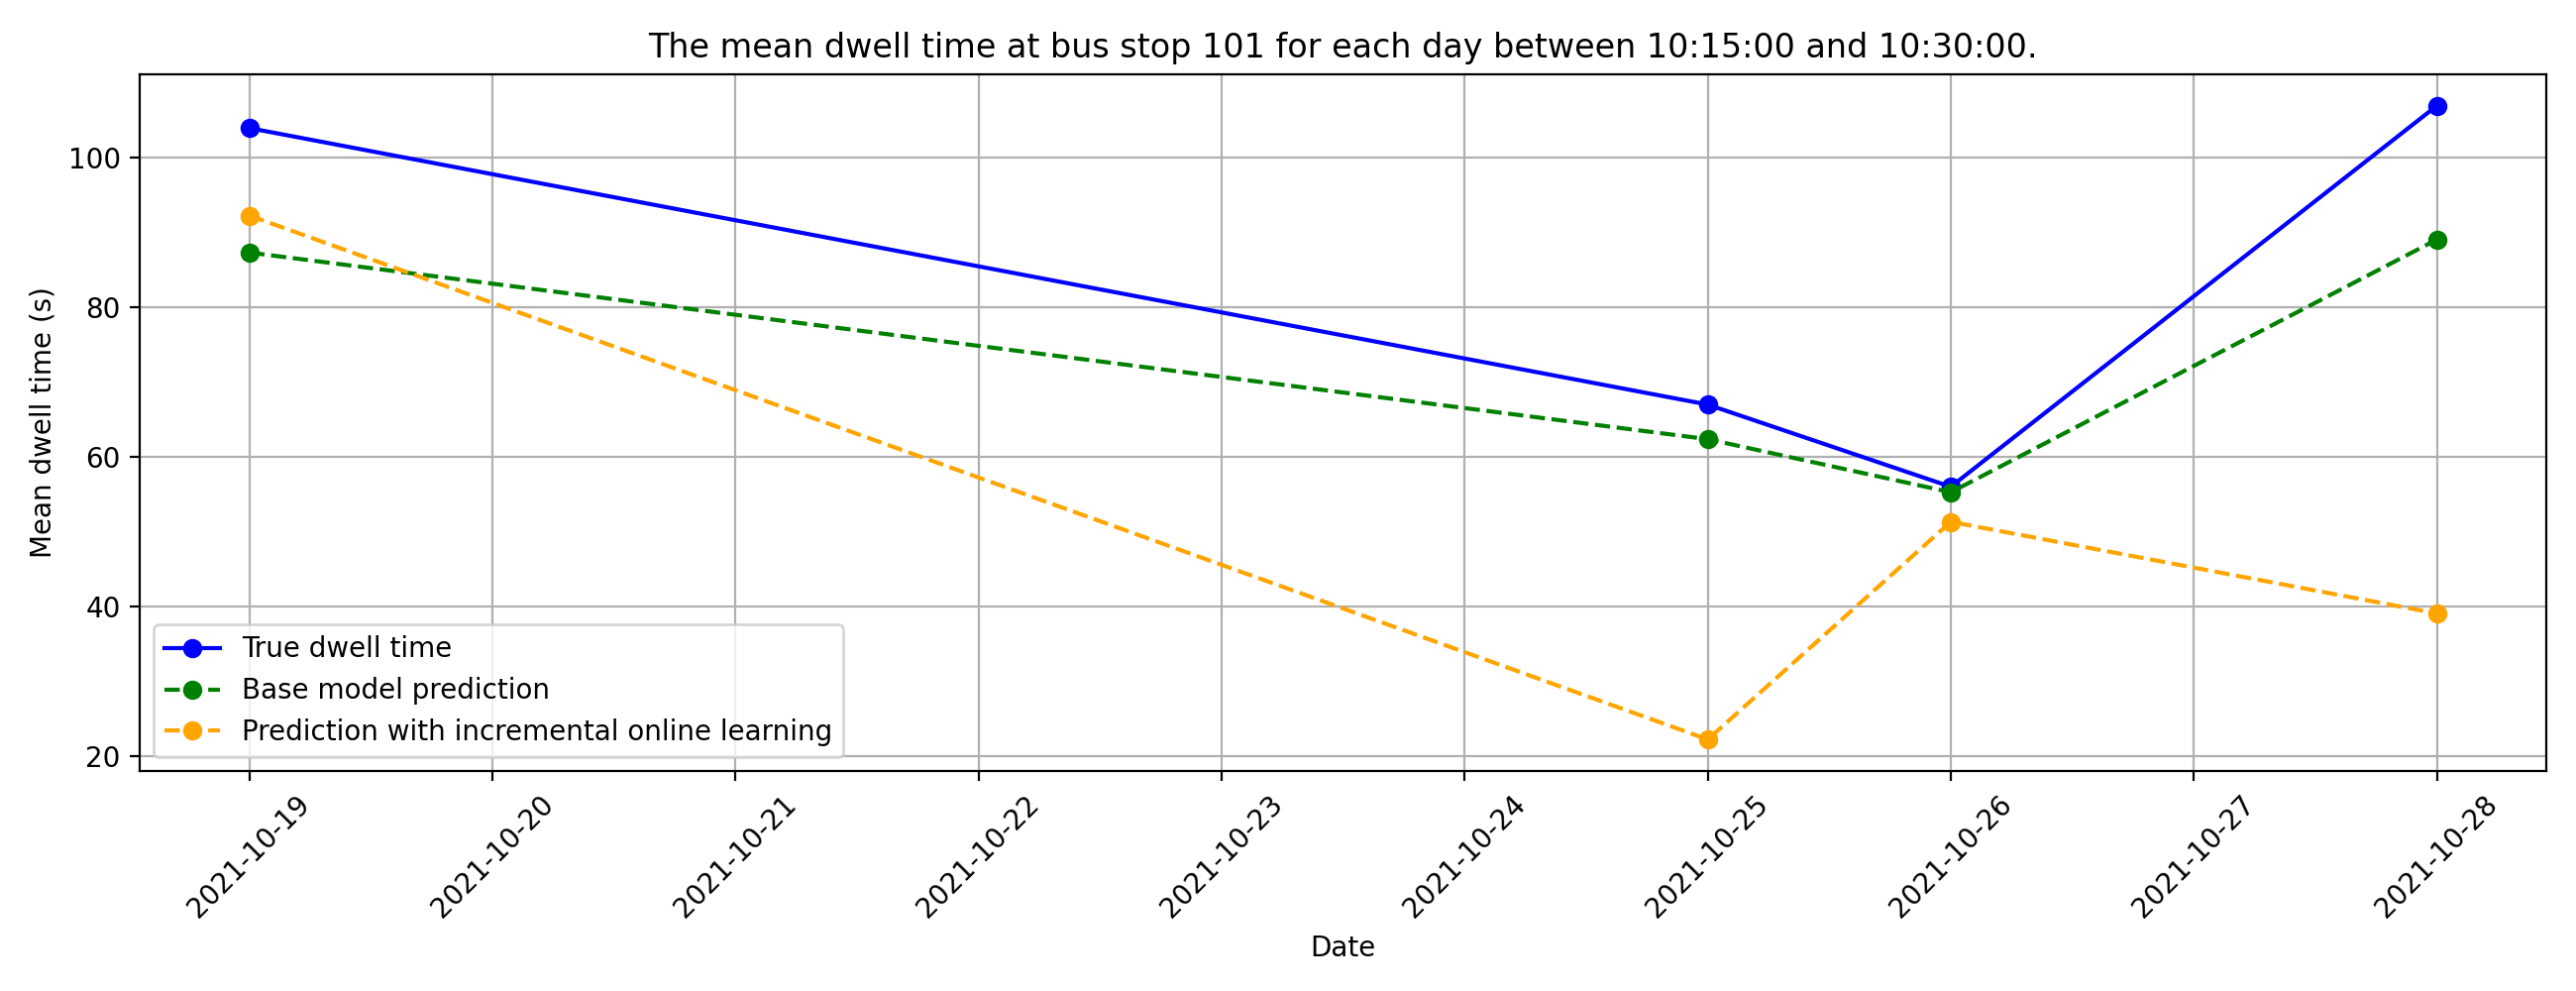 The mean dwell time at bus stop 101 for each day between 10:15:00 and 10:30:00.
Mean dwell time (s)
100
80
60
40
20
True dwell time
Base model prediction
Prediction with incremental online learning
2021-10-19
2021-10-20
2021-10-21
2021-10-22
2021-10-23
2021-10-24
2021-10-25
2021-10-26
2021-10-27
2021-10-28
Date